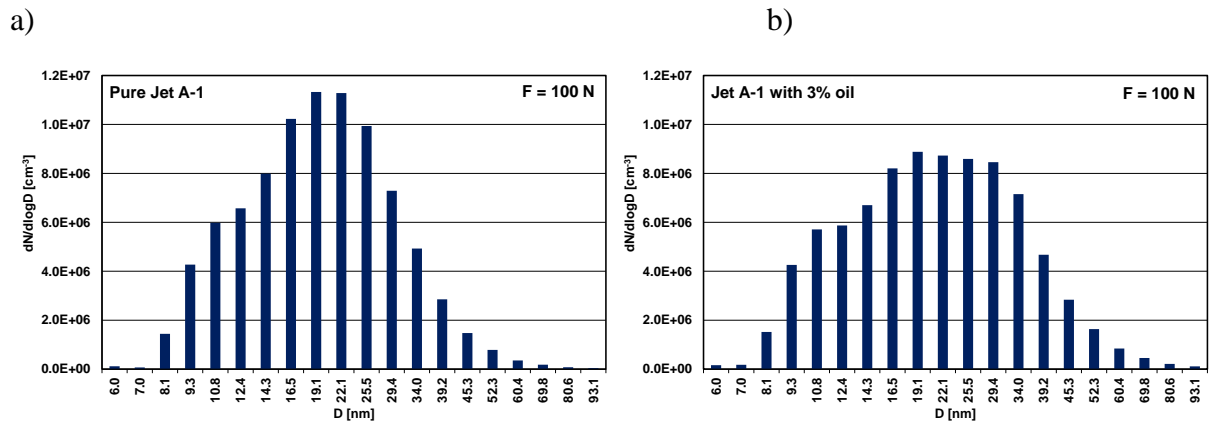 a)
b)
Pure Jet A-1
F = 100 N
dN/dlogD [cm-3]
1.2E+07
1.0E+07
8.0E+06
6.0E+06
4.0E+06
2.0E+06
0.0E+00
6.0 7.0 8.1 9.3 10.8 12.4 14.3 16.5 19.1 22.1 25.5 29.4 34.0 39.2 45.3 52.3 60.4 69.8 80.6 93.1
D [nm]
Jet A-1 with 3% oil
F = 100 N
dN/dlogD [cm-3]
1.2E+07
1.0E+07
8.0E+06
6.0E+06
4.0E+06
2.0E+06
0.0E+00
6.0 7.0 8.1 9.3 10.8 12.4 14.3 16.5 19.1 22.1 25.5 29.4 34.0 39.2 45.3 52.3 60.4 69.8 80.6 93.1
D [nm]